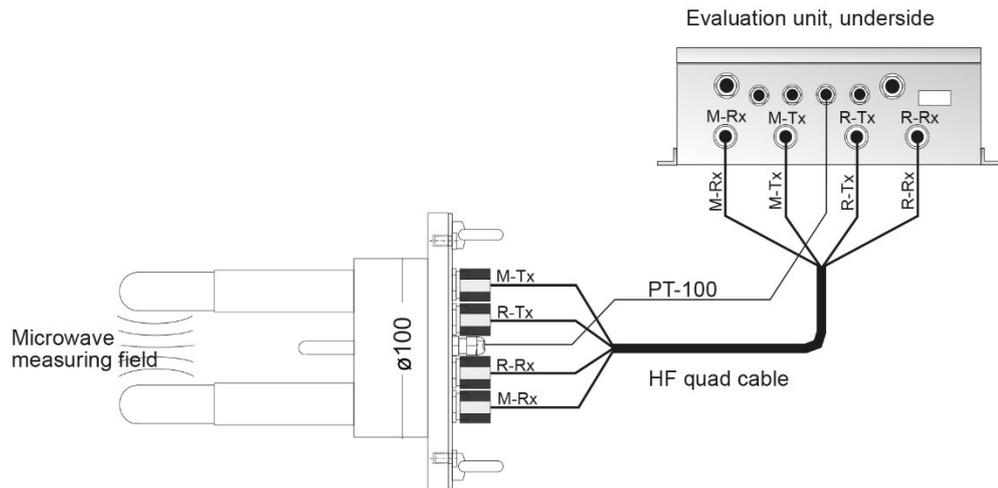 Evaluation unit, underside
M-Rx
M-Tx
R-Tx
R-Rx
M-Rx
M-Tx
R-Tx
R-Rx
M-Tx
PT-100
R-Tx
Microwave
measuring field
ø100
R-Rx
HF quad cable
M-Rx